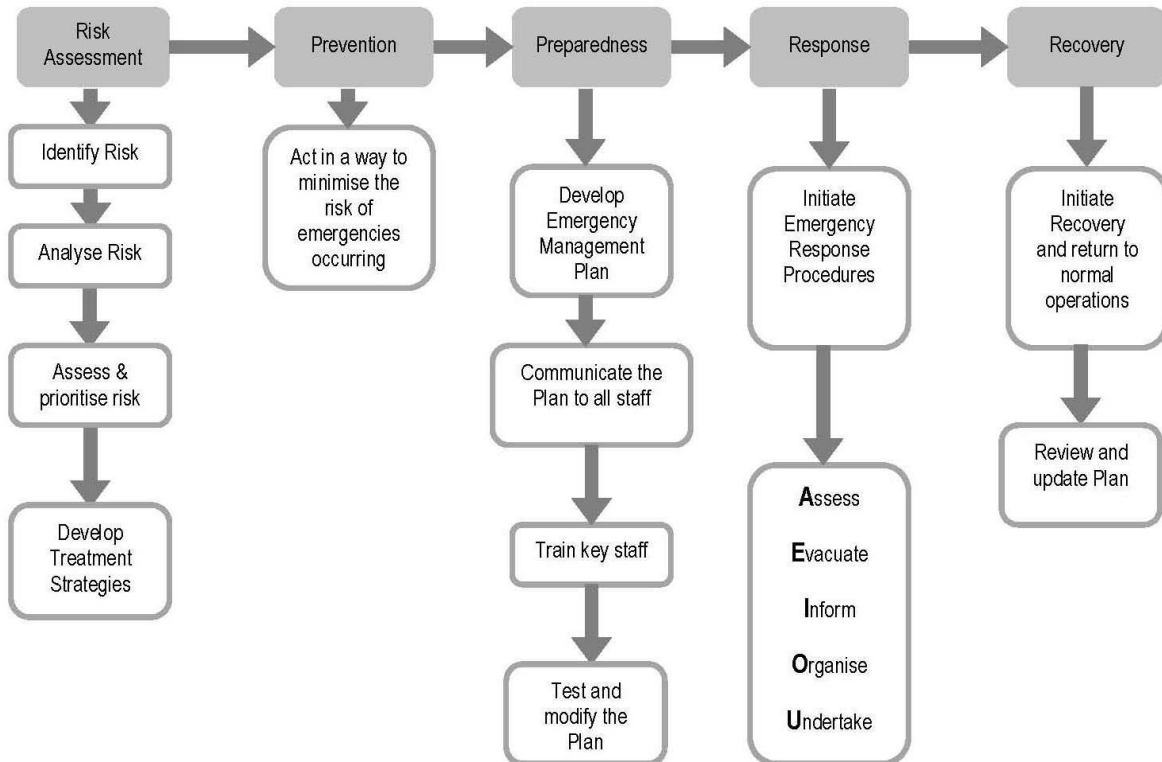 Risk
Assessment
Prevention
Preparedness
Response
Recovery
Identify Risk
Analyse Risk
Assess &
prioritise risk
Develop
Treatment
Strategies
Act in a way to
minimise the
risk of
emergencies
occurring
Develop
Emergency
Management
Plan
Communicate the
Plan to all staff
Train key staff
Test and
modify the
Plan
Initiate
Emergency
Response
Procedures
Assess
Evacuate
Inform
Organise
Undertake
Initiate
Recovery
and return to
normal
operations
Review and
update Plan